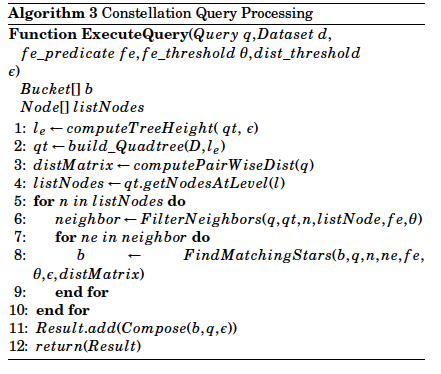 Algorithm 3 Constellation Query Processing
Function ExecuteQuery(Query q,Dataset d,
fe_predicate fe,fe_threshold θ,dist_threshold
ϵ)
Bucket[] b
Node[] listNodes
1: lₑ ← computeTreeHeight( qt, ϵ)
2: qt ← build_Quadtree(D,lₑ)
3: distMatrix ← computePairWiseDist(q)
4: listNodes ← qt.getNodesAtLevel(l)
5: for n in listNodes do
6: neighbor ← FilterNeighbors(q,qt,n,listNode,fe,θ)
7: for ne in neighbor do
8: b ← FindMatchingStars(b,q,n,ne,fe,
θ,ϵ,distMatrix)
9: end for
10: end for
11: Result.add(Compose(b,q,ϵ))
12: return(Result)